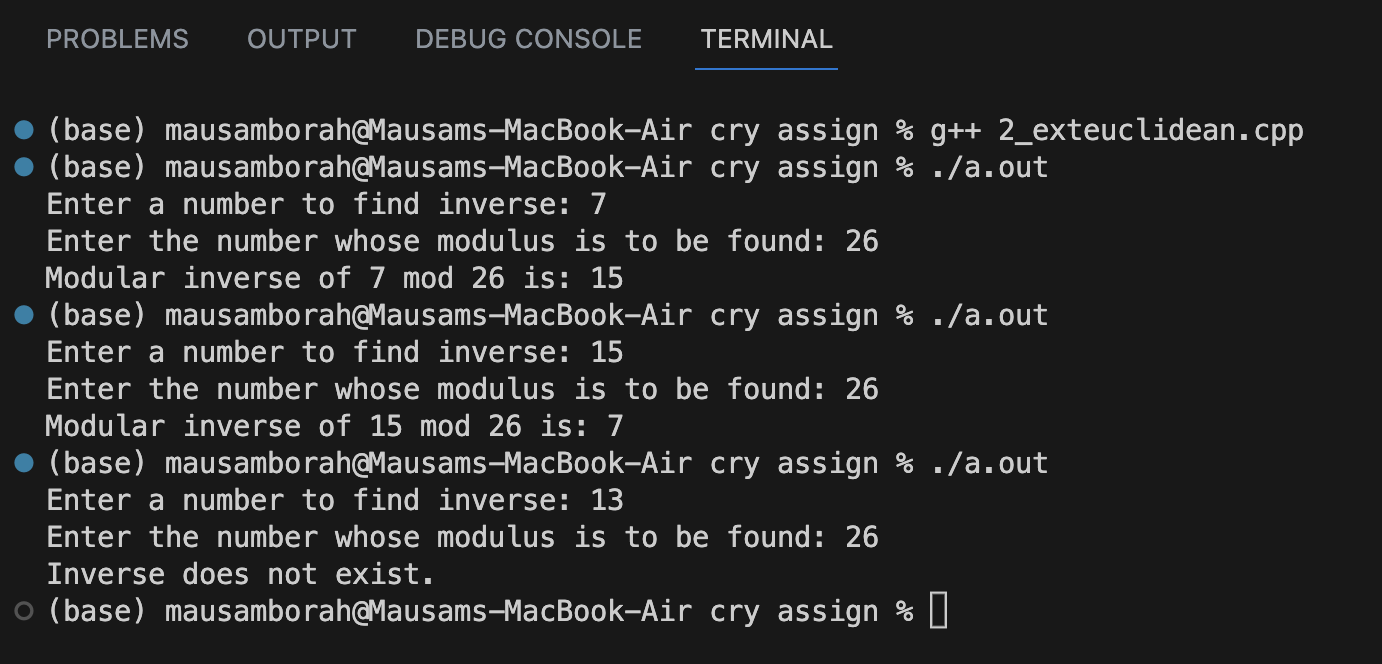 PROBLEMS OUTPUT DEBUG CONSOLE TERMINAL
(base) mausamborah@Mausams-MacBook-Air cry assign % g++ 2_exteuclidean.cpp
(base) mausamborah@Mausams-MacBook-Air cry assign % ./a.out
Enter a number to find inverse: 7
Enter the number whose modulus is to be found: 26
Modular inverse of 7 mod 26 is: 15
(base) mausamborah@Mausams-MacBook-Air cry assign % ./a.out
Enter a number to find inverse: 15
Enter the number whose modulus is to be found: 26
Modular inverse of 15 mod 26 is: 7
(base) mausamborah@Mausams-MacBook-Air cry assign % ./a.out
Enter a number to find inverse: 13
Enter the number whose modulus is to be found: 26
Inverse does not exist.
(base) mausamborah@Mausams-MacBook-Air cry assign %